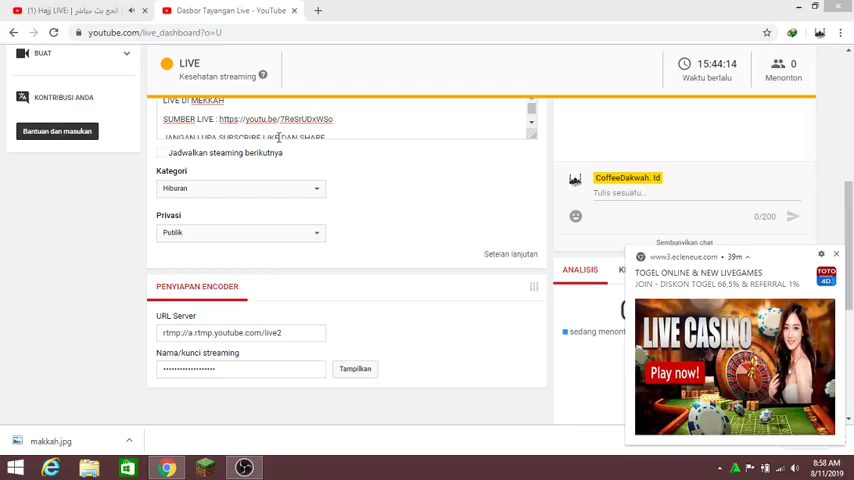 Hajj LIVE: | الحج بث مباشر
Dasbor Tayangan Live - YouTube
youtube.com/live_dashboard?o=U
BUAT
KONTRIBUSI ANDA
Bantuan dan masukan
LIVE
Kesehatan streaming
15:44:14
Waktu berlalu
0
Menonton
LIVE DI MEKKAH
SUMBER LIVE : https://youtu.be/7ReSrUDxWSo
JANGAN LUPA SUBSCRIBE LIKE DAN SHARE
Jadwalkan steaming berikutnya
Kategori
Hiburan
Privasi
Publik
Setelan lanjutan
PENYIAPAN ENCODER
URL Server
rtmp://a.rtmp.youtube.com/live2
Nama/kunci streaming
Tampilkan
CoffeeDakwah. Id
Tulis sesuatu...
0/200
Sembunyikan chat
ANALISIS
sedang menont
www3.ecleneue.com • 39m
TOGEL ONLINE & NEW LIVEGAMES
JOIN - DISKON TOGEL 66,5% & REFERRAL 1%
TOTO
4D
LIVE CASINO
Play now!
makkah.jpg
8:58 AM
8/11/2019